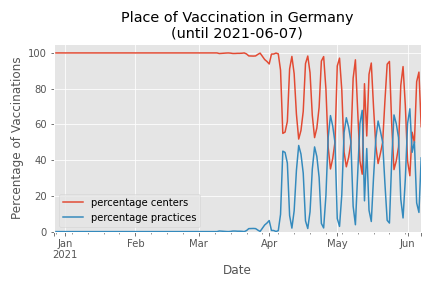 Place of Vaccination in Germany
(until 2021-06-07)
Percentage of Vaccinations
100
80
60
40
20
0
percentage centers
percentage practices
Jan Feb Mar Apr May Jun
2021
Date